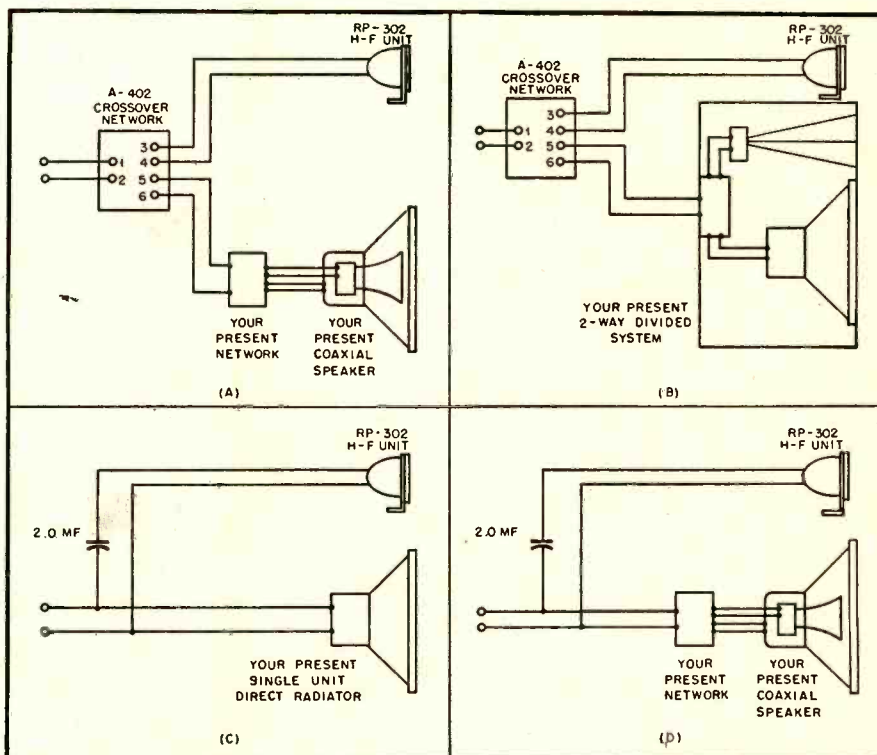 RP-302
H-F UNIT
A-402
CROSSOVER
NETWORK
3
1 4
2 5
6
YOUR
PRESENT
NETWORK
YOUR
PRESENT
COAXIAL
SPEAKER
(A)
RP-302
H-F UNIT
A-402
CROSSOVER
NETWORK
3
1 4
2 5
6
YOUR PRESENT
2-WAY DIVIDED
SYSTEM
(B)
RP-302
H-F UNIT
2.0 MF
YOUR PRESENT
SINGLE UNIT
DIRECT RADIATOR
(C)
RP-302
H-F UNIT
2.0 MF
YOUR
PRESENT
NETWORK
YOUR
PRESENT
COAXIAL
SPEAKER
(D)